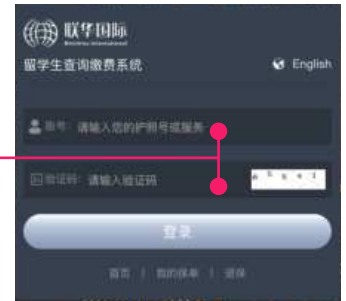 联华国际
留学生查询缴费系统
English
账号: 请输入您的护照号或服务
验证码: 请输入验证码
登录
首页 | 我的保单 | 退保